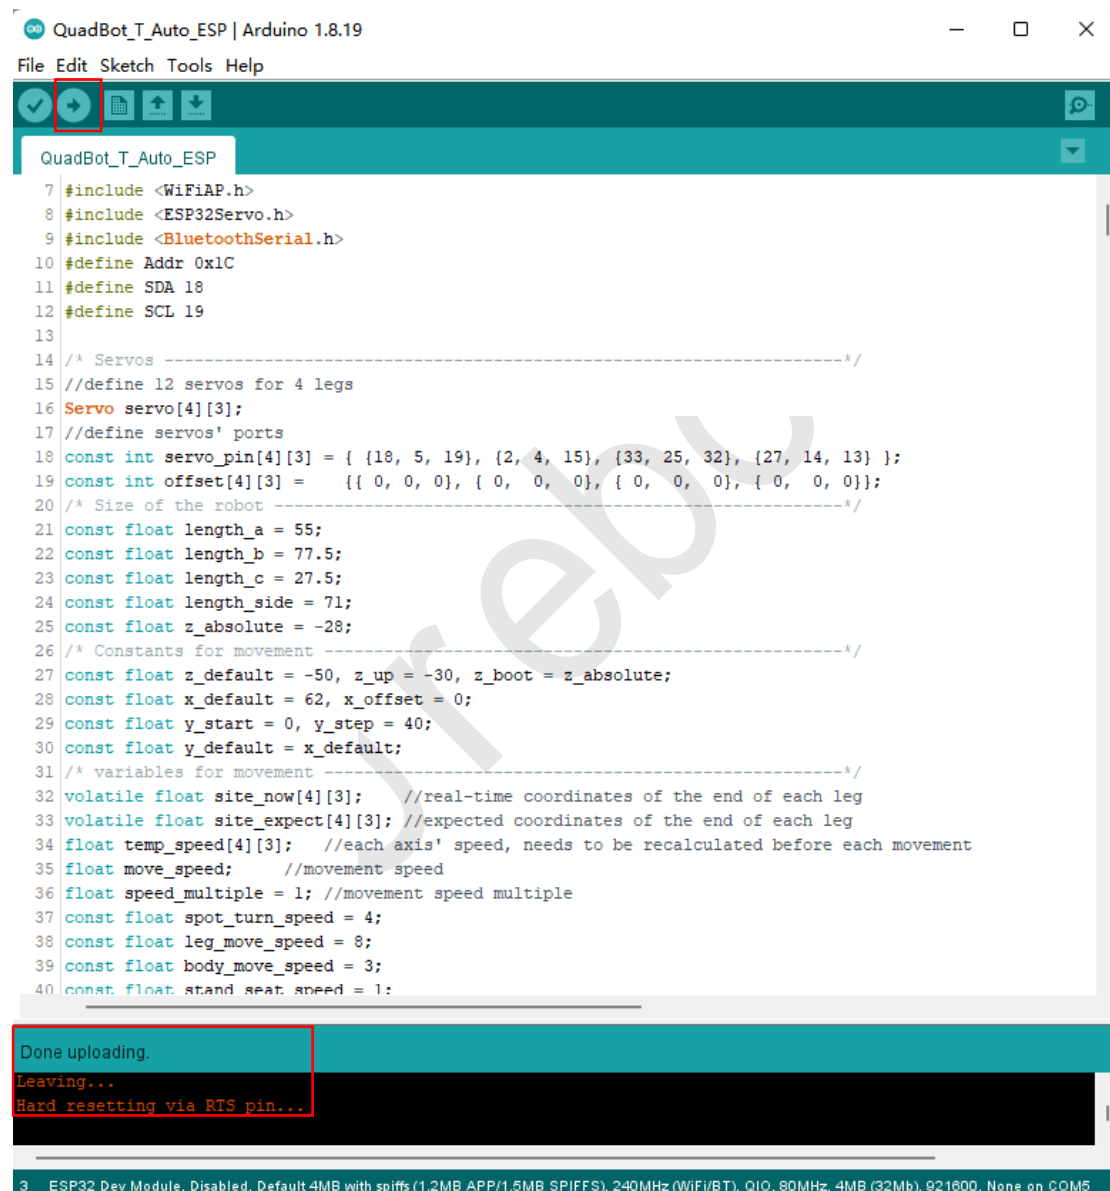 QuadBot_T_Auto_ESP | Arduino 1.8.19
File Edit Sketch Tools Help
QuadBot_T_Auto_ESP
7 #include <WiFiAP.h>
8 #include <ESP32Servo.h>
9 #include <BluetoothSerial.h>
10 #define Addr 0x1C
11 #define SDA 18
12 #define SCL 19
13
14 /* Servos --------------------------------------------------------------------*/
15 //define 12 servos for 4 legs
16 Servo servo[4][3];
17 //define servos' ports
18 const int servo_pin[4][3] = { {18, 5, 19}, {2, 4, 15}, {33, 25, 32}, {27, 14, 13} };
19 const int offset[4][3] =    {{ 0, 0, 0}, { 0,  0,  0}, { 0,  0,  0}, { 0,  0, 0}};
20 /* Size of the robot ---------------------------------------------------------*/
21 const float length_a = 55;
22 const float length_b = 77.5;
23 const float length_c = 27.5;
24 const float length_side = 71;
25 const float z_absolute = -28;
26 /* Constants for movement ----------------------------------------------------*/
27 const float z_default = -50, z_up = -30, z_boot = z_absolute;
28 const float x_default = 62, x_offset = 0;
29 const float y_start = 0, y_step = 40;
30 const float y_default = x_default;
31 /* variables for movement ----------------------------------------------------*/
32 volatile float site_now[4][3];    //real-time coordinates of the end of each leg
33 volatile float site_expect[4][3]; //expected coordinates of the end of each leg
34 float temp_speed[4][3];   //each axis' speed, needs to be recalculated before each movement
35 float move_speed;     //movement speed
36 float speed_multiple = 1; //movement speed multiple
37 const float spot_turn_speed = 4;
38 const float leg_move_speed = 8;
39 const float body_move_speed = 3;
40 const float stand_seat_speed = 1;
Done uploading.
Leaving...
Hard resetting via RTS pin...
3 ESP32 Dev Module, Disabled, Default 4MB with spiffs (1.2MB APP/1.5MB SPIFFS), 240MHz (WiFi/BT), QIO, 80MHz, 4MB (32Mb), 921600, None on COM5